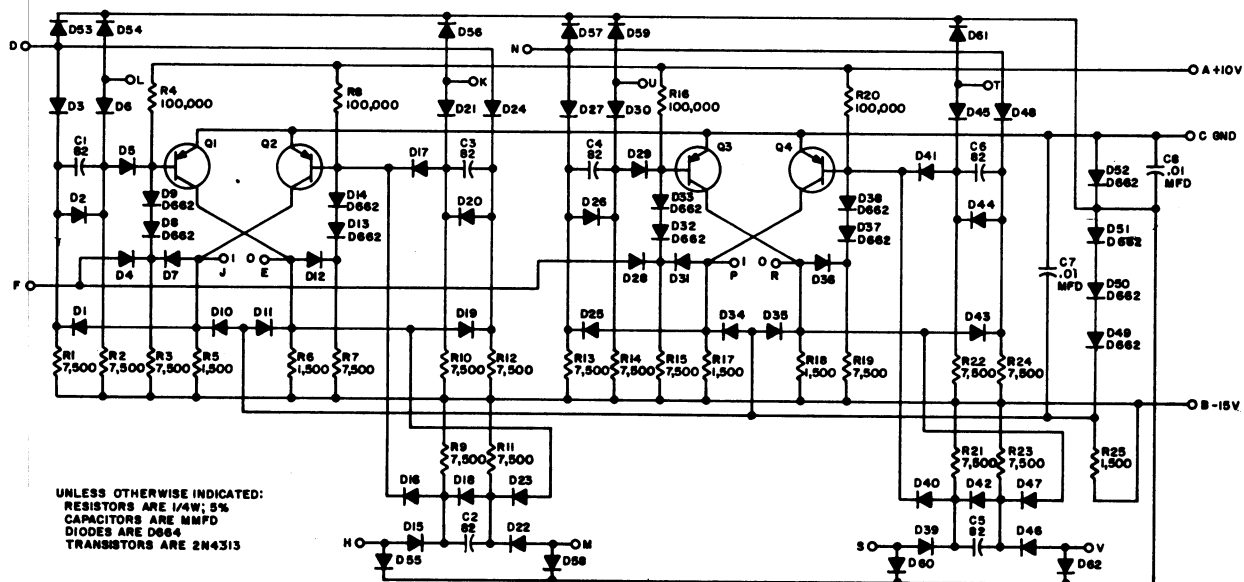 D53 D54 D56 D57 D59 D61
D N
L K U T A +10V
R4 100,000 R8 100,000 R16 100,000 R20 100,000
D3 D6 D21 D24 D27 D30 D45 D48
C GND
C1 82 D5 Q1 Q2 D17 C3 82 C4 82 D29 Q3 Q4 D41 C6 82 D52 D662 C8 .01 MFD
D2 D9 D662 D14 D662 D20 D26 D33 D662 D38 D662 D44
D8 D662 D13 D662 D32 D662 D37 D662 D51 D662
D4 D7 1 J 0 E D12 D28 D31 1 P 0 R D36 C7 .01 MFD
F D50 D662
D1 D10 D11 D19 D25 D34 D35 D43 D49 D662
R1 7,500 R2 7,500 R3 7,500 R5 1,500 R6 1,500 R7 7,500 R10 7,500 R12 7,500 R13 7,500 R14 7,500 R15 7,500 R17 1,500 R18 1,500 R19 7,500 R22 7,500 R24 7,500
B -15V
R9 7,500 R11 7,500 R21 7,500 R23 7,500 R25 1,500
D16 D18 D23 D40 D42 D47
UNLESS OTHERWISE INDICATED:
RESISTORS ARE 1/4W; 5%
CAPACITORS ARE MMFD
DIODES ARE D664
TRANSISTORS ARE 2N4313
H D15 C2 82 D22 M S D39 C5 82 D46 V
D55 D58 D60 D62